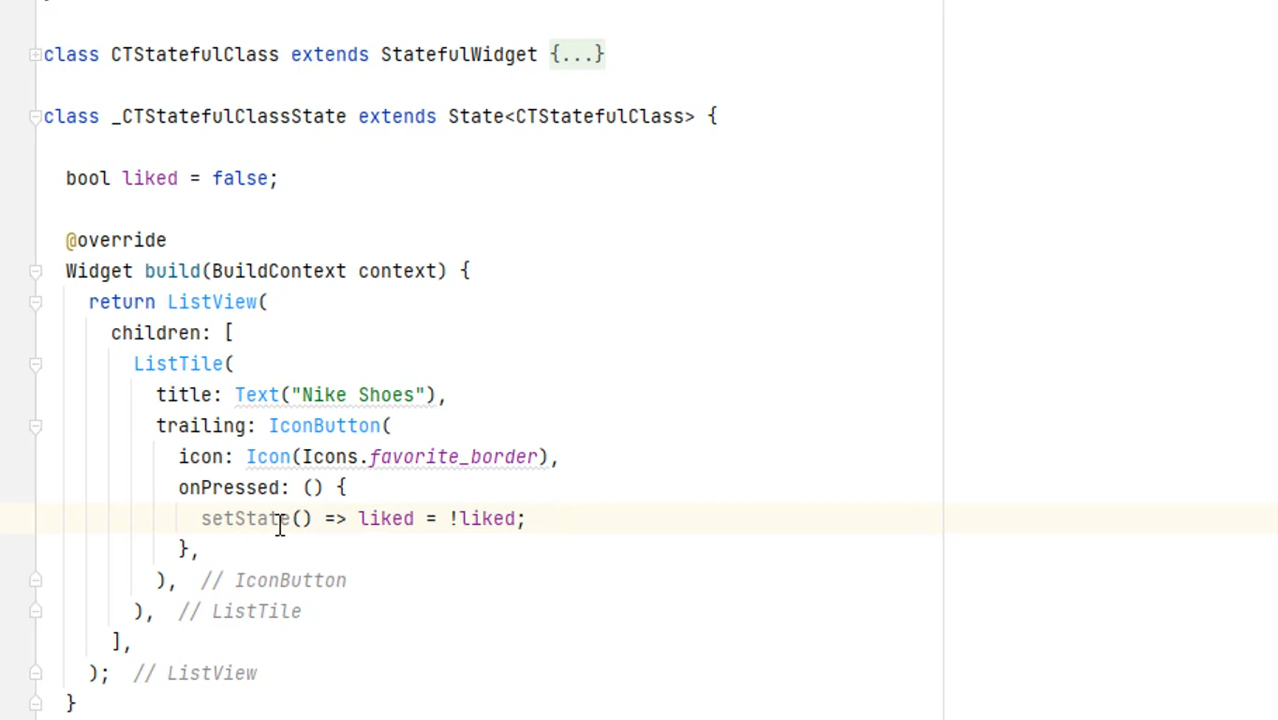 class CTStatefulClass extends StatefulWidget {...}
class _CTStatefulClassState extends State<CTStatefulClass> {
bool liked = false;
@override
Widget build(BuildContext context) {
return ListView(
children: [
ListTile(
title: Text("Nike Shoes"),
trailing: IconButton(
icon: Icon(Icons.favorite_border),
onPressed: () {
setState() => liked = !liked;
},
), // IconButton
), // ListTile
],
); // ListView
}